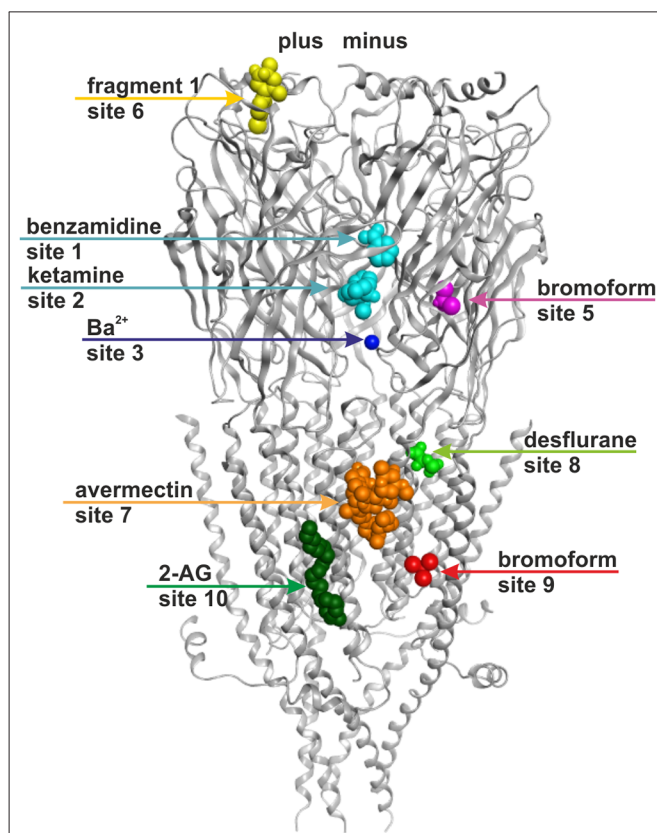 plus minus
fragment 1
site 6
benzamidine
site 1
ketamine
site 2
bromoform
site 5
Ba²⁺
site 3
desflurane
site 8
avermectin
site 7
2-AG
site 10
bromoform
site 9